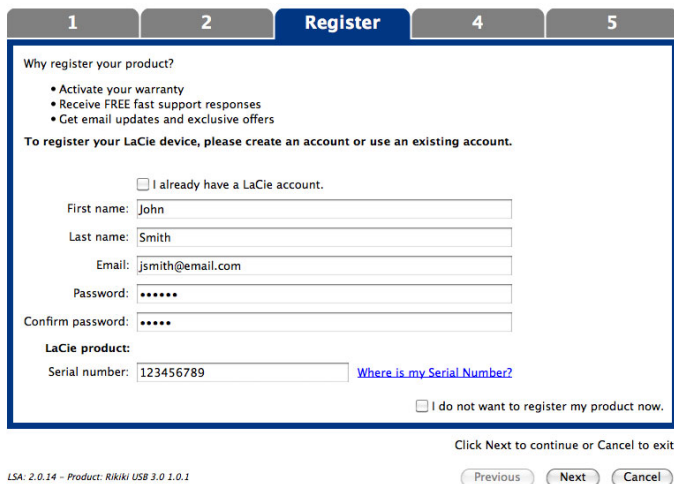 1 2 Register 4 5
Why register your product?
• Activate your warranty
• Receive FREE fast support responses
• Get email updates and exclusive offers
To register your LaCie device, please create an account or use an existing account.
I already have a LaCie account.
First name: John
Last name: Smith
Email: jsmith@email.com
Password: ••••••
Confirm password: •••••
LaCie product:
Serial number: 123456789 Where is my Serial Number?
I do not want to register my product now.
Click Next to continue or Cancel to exit
LSA: 2.0.14 – Product: Rikiki USB 3.0 1.0.1 Previous Next Cancel